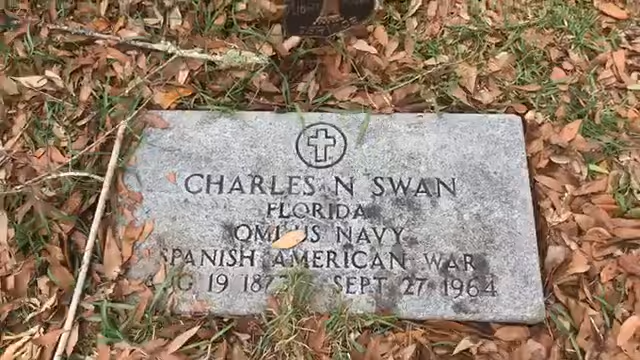 CHARLES N SWAN
FLORIDA
NAVY
SPANISH AMERICAN WAR
19 SEPT 27 1964